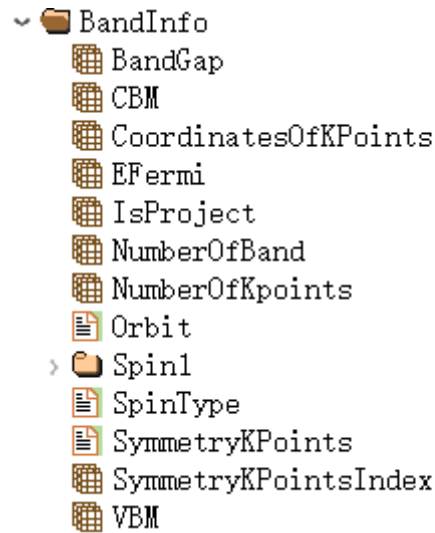 BandInfo
BandGap
CBM
CoordinatesOfKPoints
EFermi
IsProject
NumberOfBand
NumberOfKpoints
Orbit
Spin1
SpinType
SymmetryKPoints
SymmetryKPointsIndex
VBM